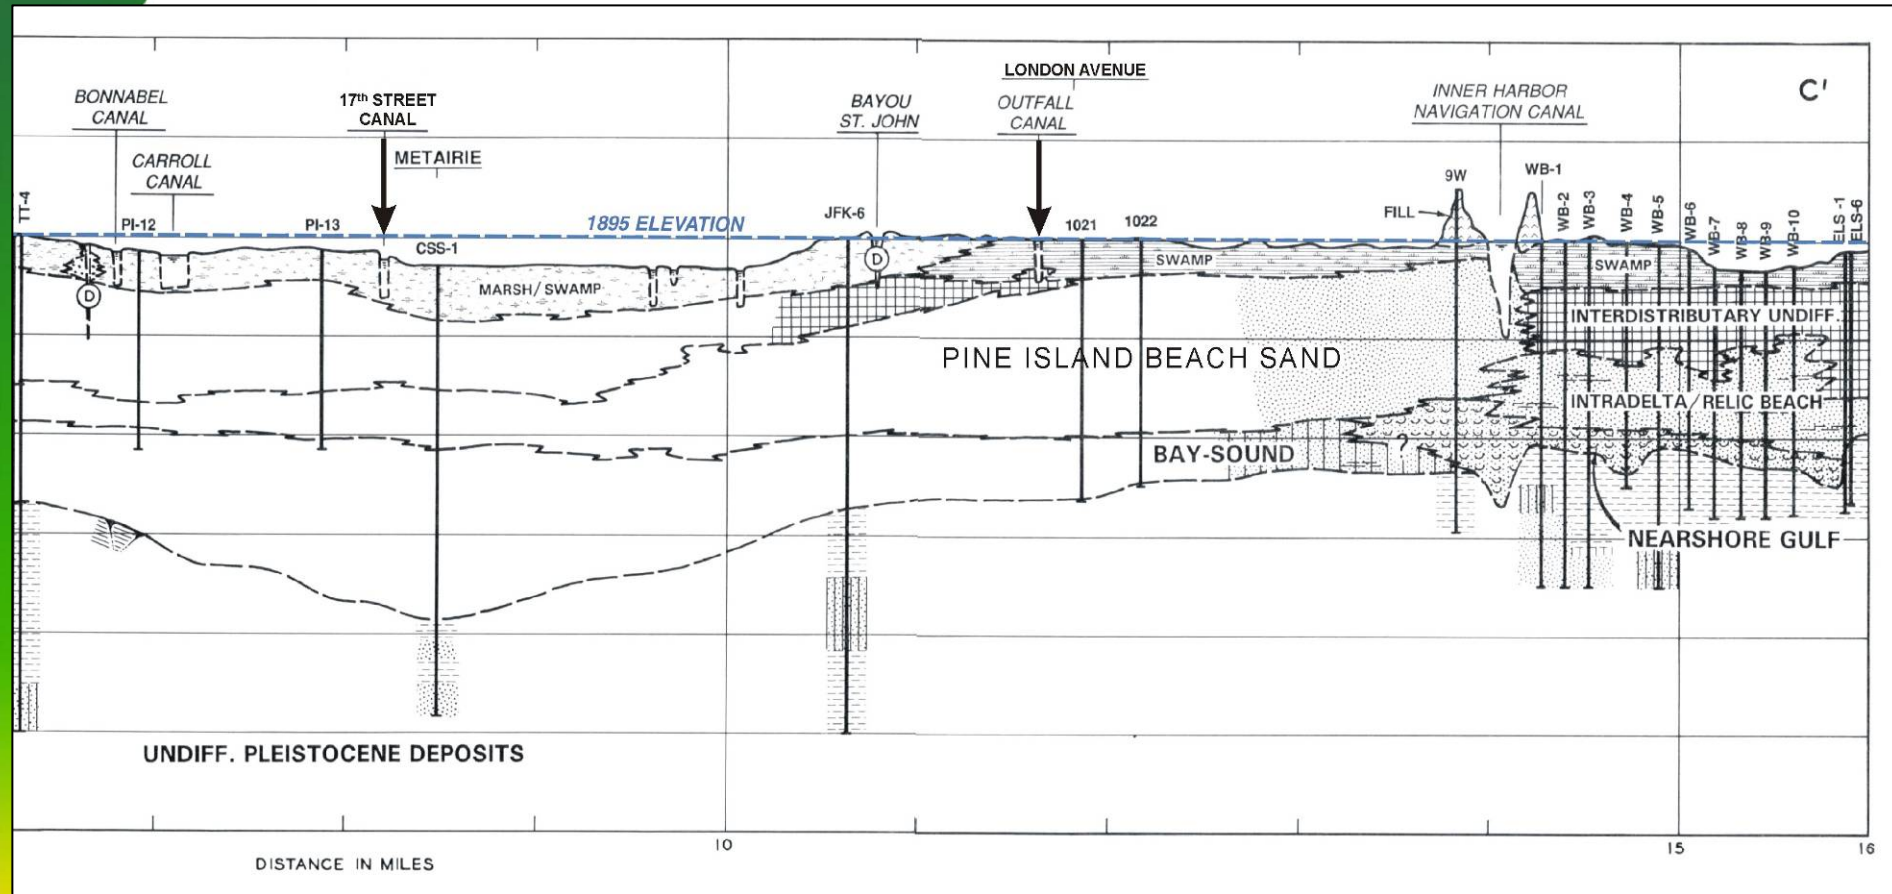 BONNABEL
CANAL
CARROLL
CANAL
17th STREET
CANAL
METAIRIE
BAYOU
ST. JOHN
LONDON AVENUE
OUTFALL
CANAL
INNER HARBOR
NAVIGATION CANAL
C'
TT-4
PI-12
PI-13
CSS-1
1895 ELEVATION
JFK-6
1021
1022
FILL
9W
WB-1
WB-2
WB-3
WB-4
WB-5
WB-6
WB-7
WB-8
WB-9
WB-10
ELS-1
ELS-6
D
D
MARSH/SWAMP
SWAMP
SWAMP
INTERDISTRIBUTARY UNDIFF.
PINE ISLAND BEACH SAND
INTRADELTA/RELIC BEACH
BAY-SOUND
?
NEARSHORE GULF
UNDIFF. PLEISTOCENE DEPOSITS
10
15
16
DISTANCE IN MILES